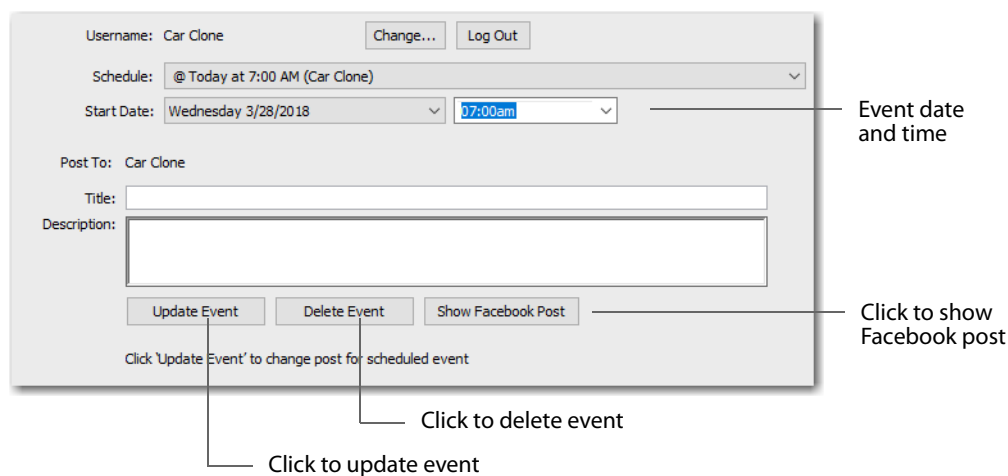 Username: Car Clone Change... Log Out
Schedule: @ Today at 7:00 AM (Car Clone)
Start Date: Wednesday 3/28/2018 07:00am
Event date
and time
Post To: Car Clone
Title:
Description:
Update Event Delete Event Show Facebook Post
Click to show
Facebook post
Click 'Update Event' to change post for scheduled event
Click to delete event
Click to update event